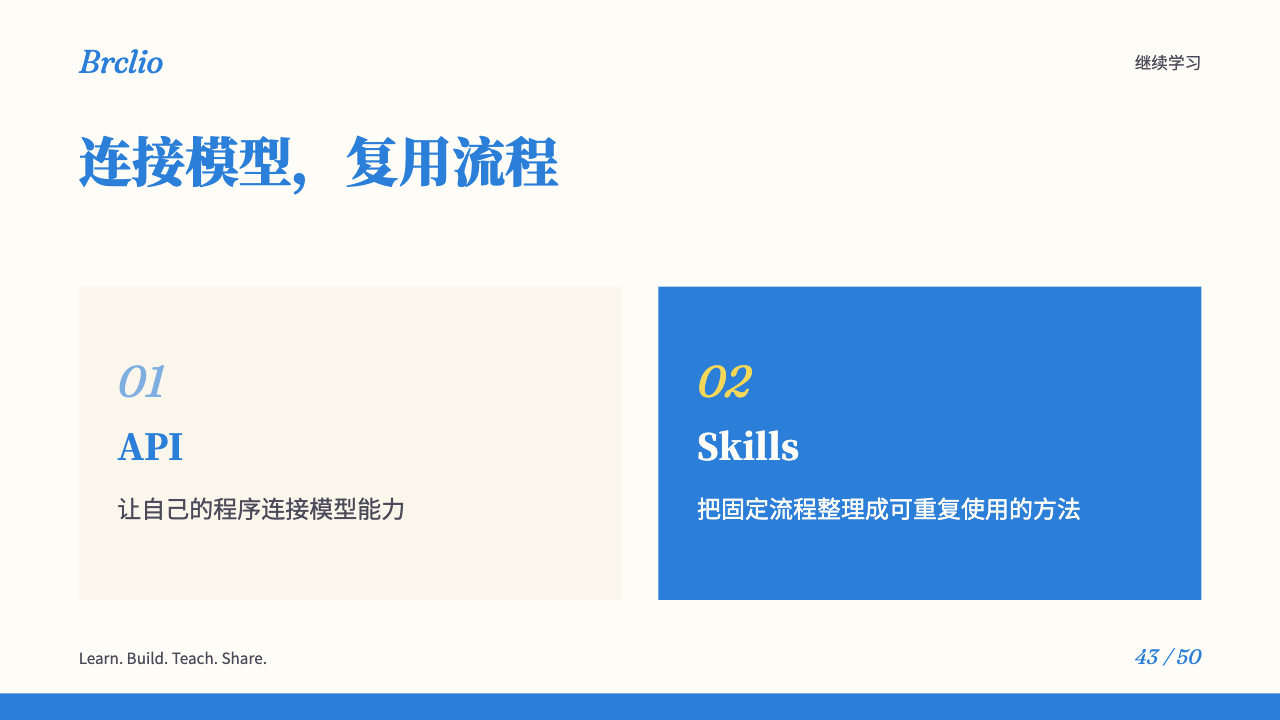 Brclio
继续学习
连接模型，复用流程
01
API
让自己的程序连接模型能力
02
Skills
把固定流程整理成可重复使用的方法
Learn. Build. Teach. Share.
43 / 50